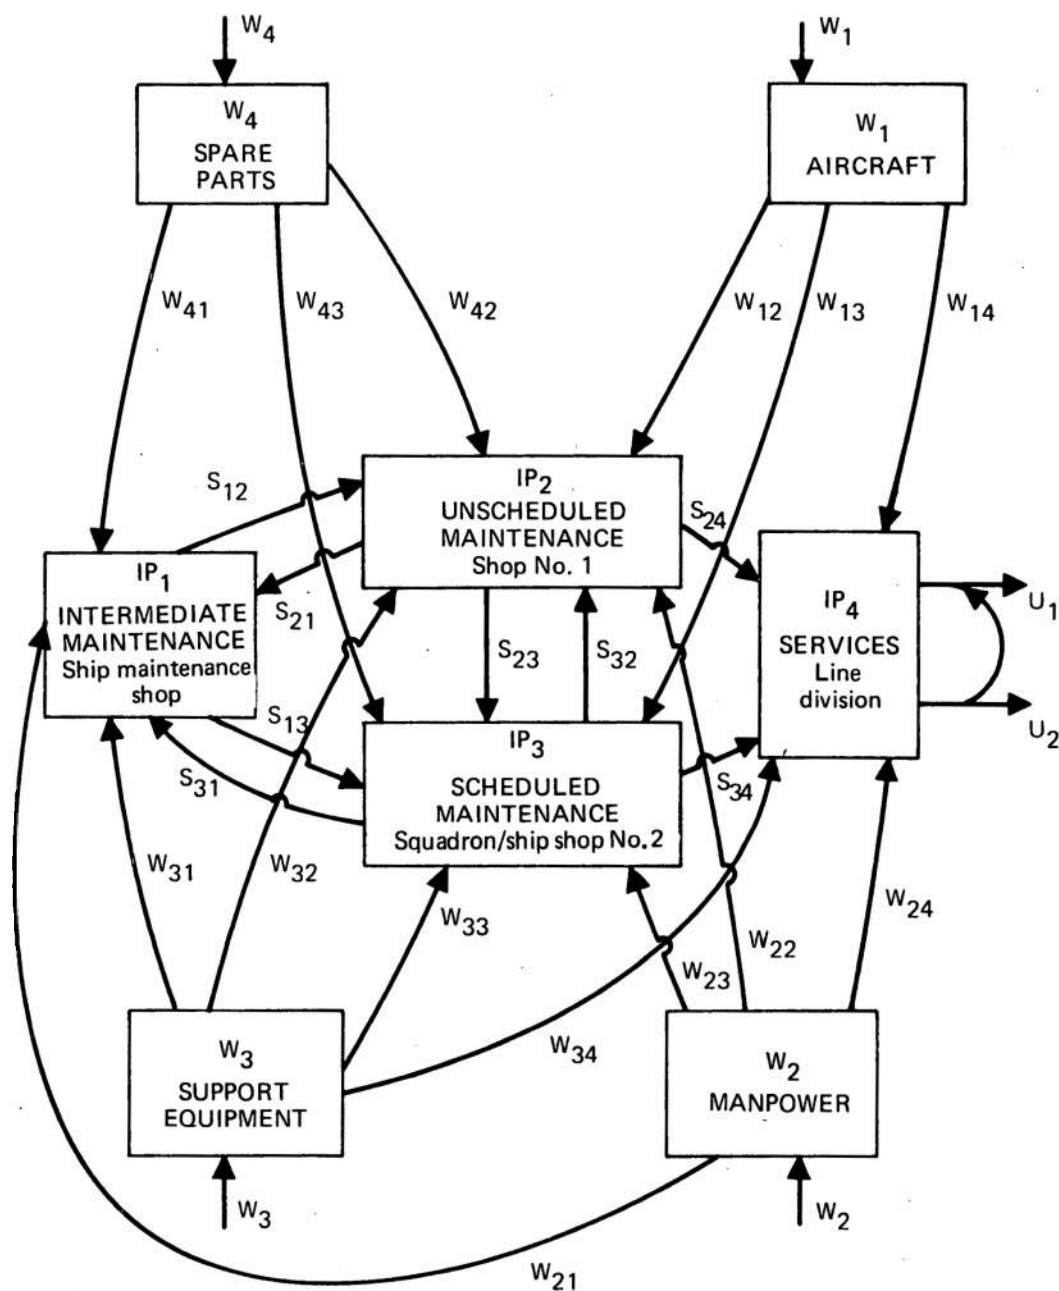 W4
W1
W4
SPARE
PARTS
W1
AIRCRAFT
W41
W43
W42
W12
W13
W14
S12
IP2
UNSCHEDULED
MAINTENANCE
Shop No. 1
S24
IP1
INTERMEDIATE
MAINTENANCE
Ship maintenance
shop
S21
S23
S32
IP4
SERVICES
Line
division
U1
U2
S13
S31
IP3
SCHEDULED
MAINTENANCE
Squadron/ship shop No.2
S34
W31
W32
W33
W23
W22
W24
W34
W3
SUPPORT
EQUIPMENT
W2
MANPOWER
W3
W2
W21